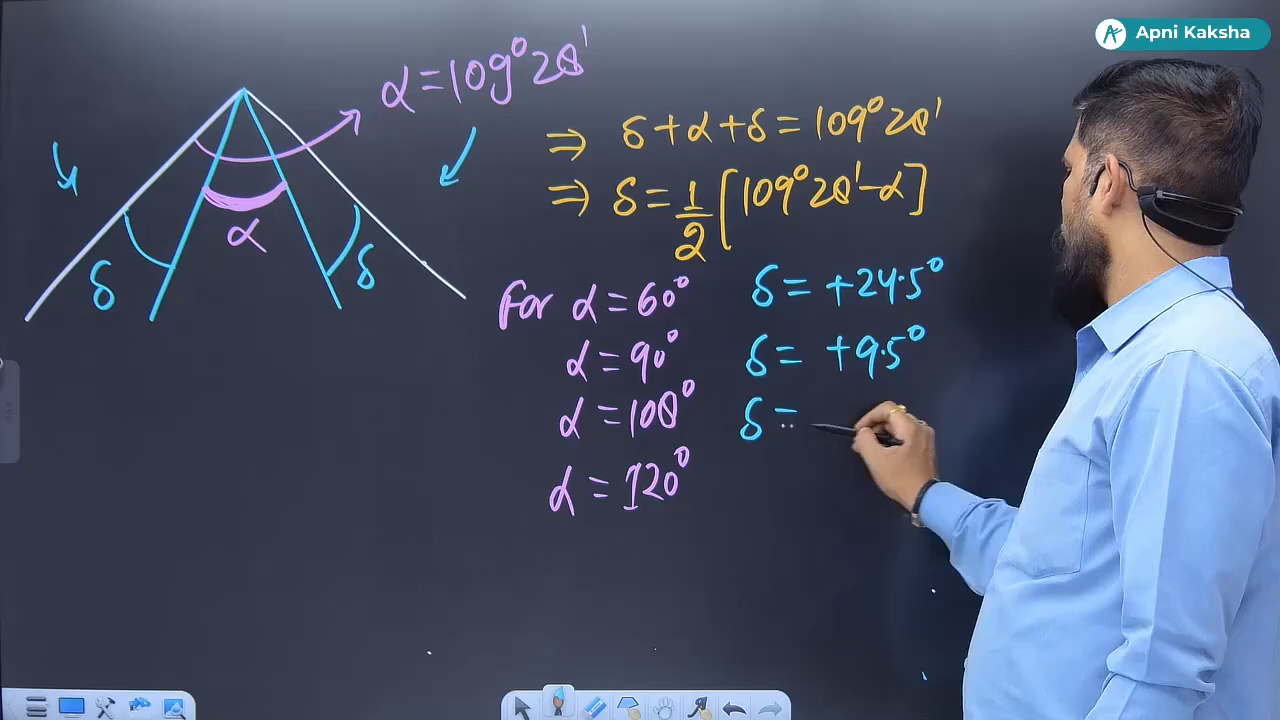 Apni Kaksha
α = 109°28'
⇒ δ + α + δ = 109°28'
⇒ δ = 1/2 [109°28' - α]
α
δ
δ
For α = 60° δ = +24.5°
α = 90° δ = +9.5°
α = 108° δ =
α = 120°